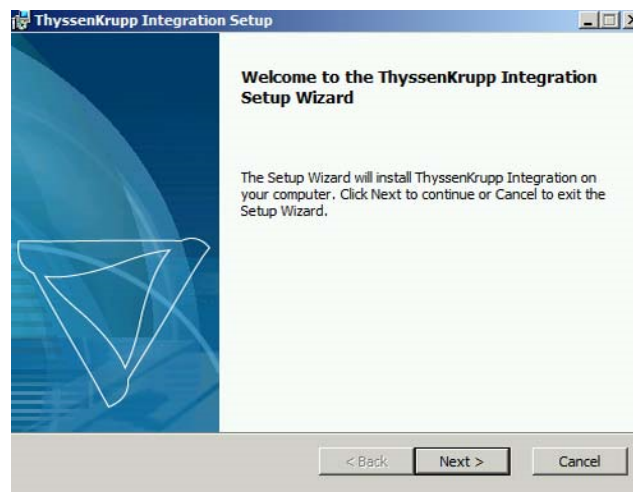 ThyssenKrupp Integration Setup
Welcome to the ThyssenKrupp Integration
Setup Wizard
The Setup Wizard will install ThyssenKrupp Integration on
your computer. Click Next to continue or Cancel to exit the
Setup Wizard.
< Back Next > Cancel